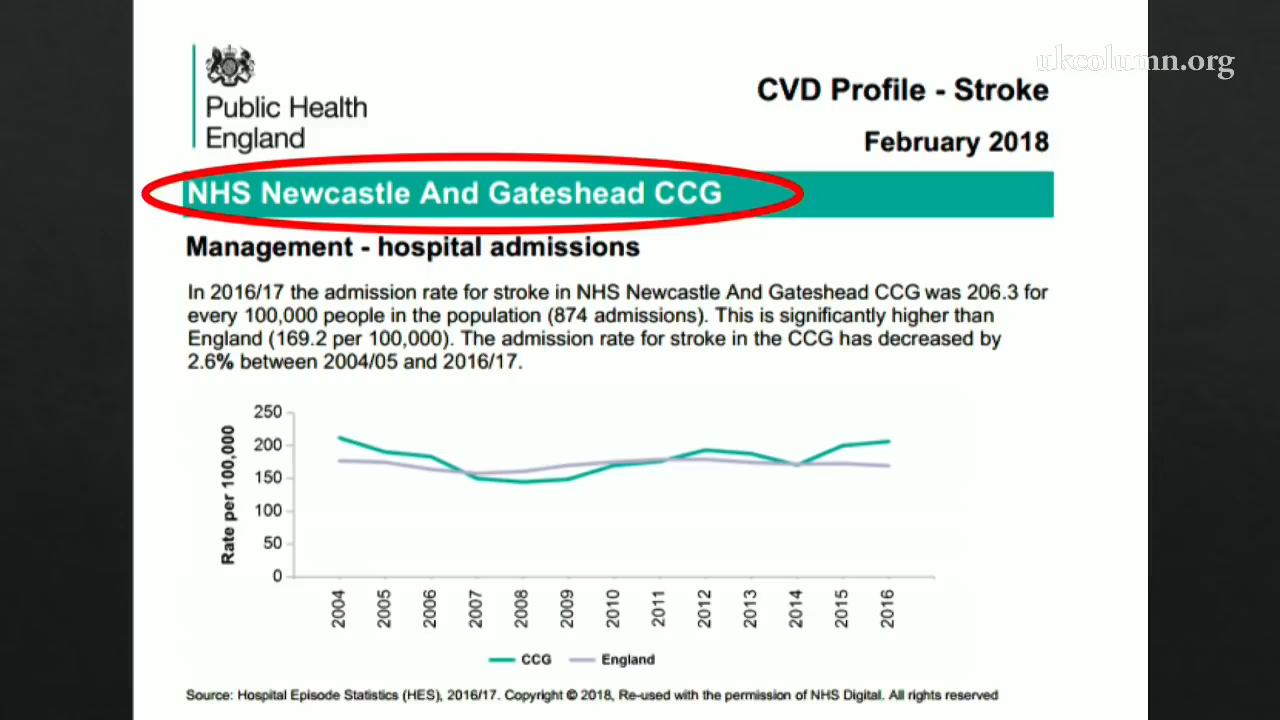 ukcolumn.org
Public Health
England
CVD Profile - Stroke
February 2018
NHS Newcastle And Gateshead CCG
Management - hospital admissions
In 2016/17 the admission rate for stroke in NHS Newcastle And Gateshead CCG was 206.3 for
every 100,000 people in the population (874 admissions). This is significantly higher than
England (169.2 per 100,000). The admission rate for stroke in the CCG has decreased by
2.6% between 2004/05 and 2016/17.
Rate per 100,000
250
200
150
100
50
0
2004 2005 2006 2007 2008 2009 2010 2011 2012 2013 2014 2015 2016
CCG England
Source: Hospital Episode Statistics (HES), 2016/17. Copyright © 2018, Re-used with the permission of NHS Digital. All rights reserved